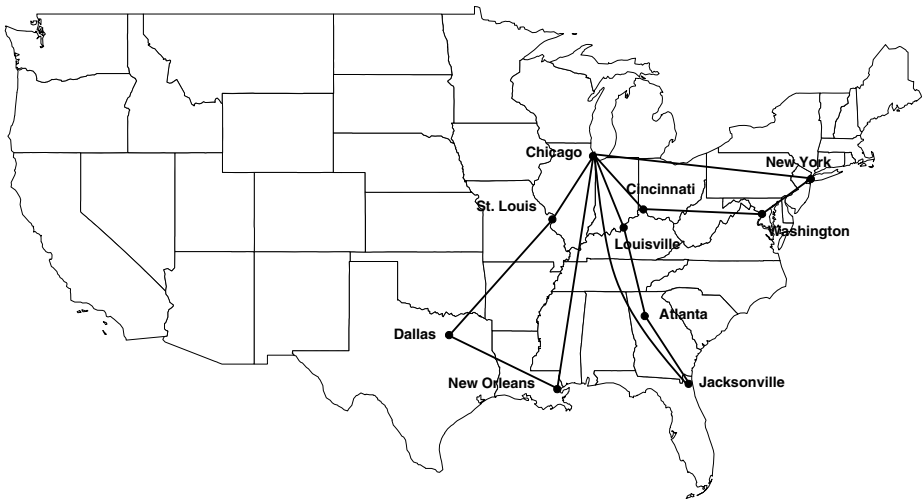 Chicago
New York
Cincinnati
St. Louis
Washington
Louisville
Atlanta
Dallas
New Orleans
Jacksonville